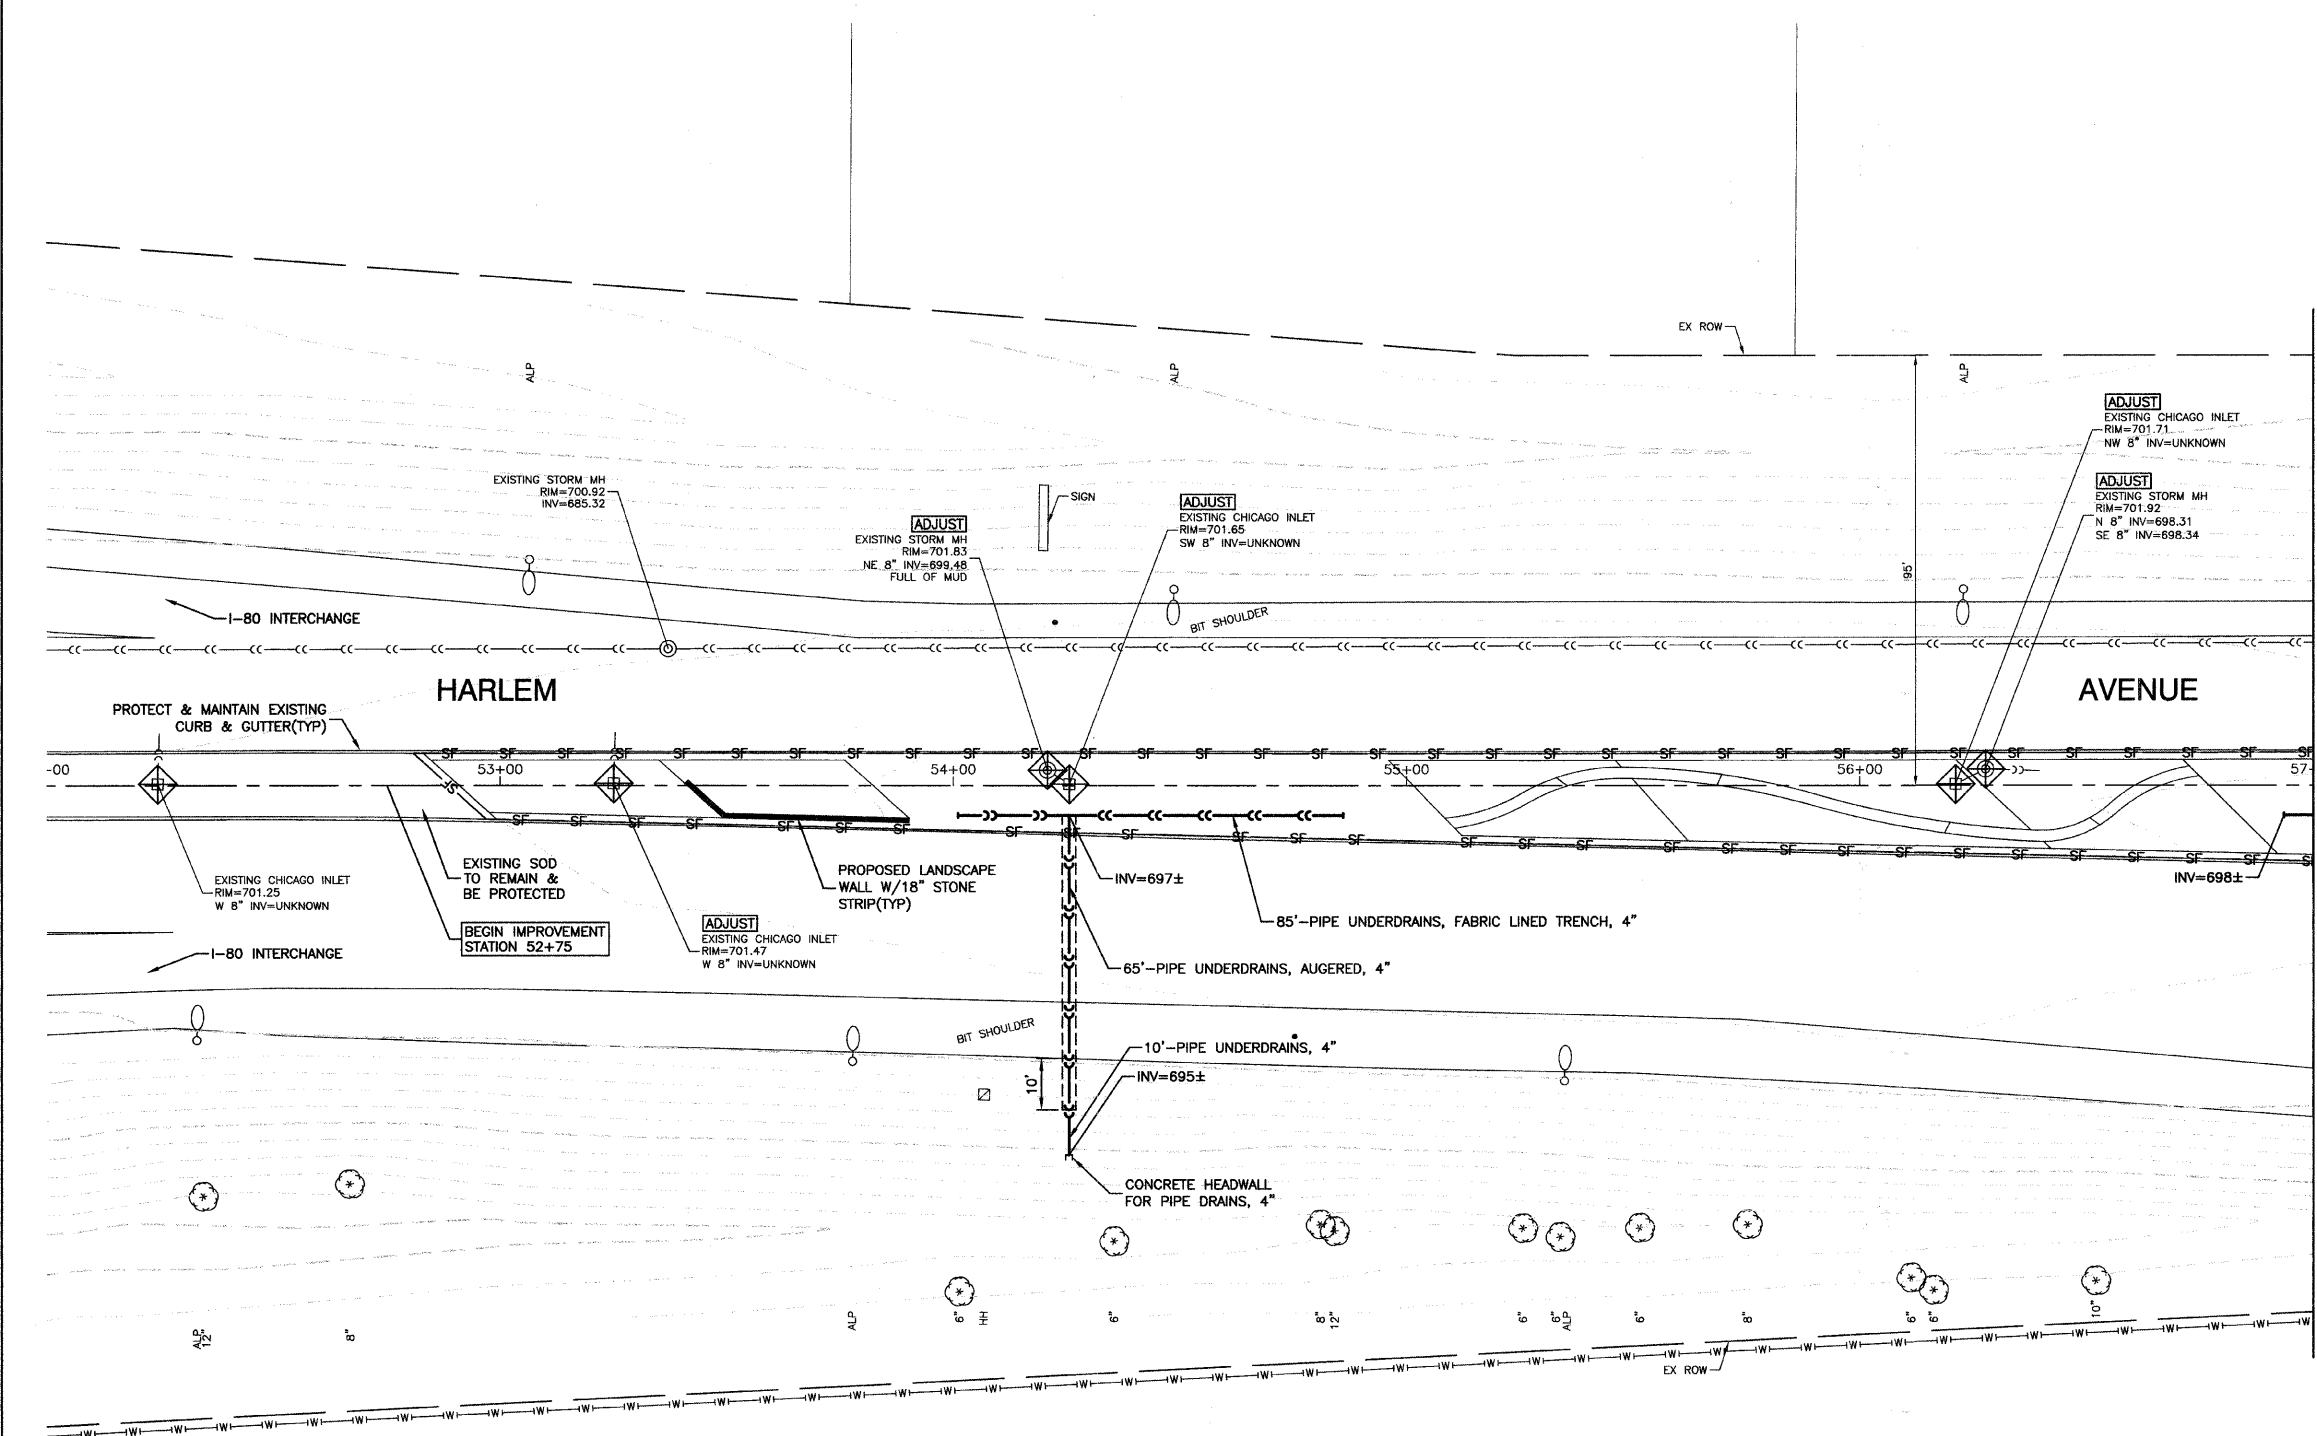 EX ROW
ALP
ALP
ALP
ADJUST
EXISTING CHICAGO INLET
RIM=701.71
NW 8" INV=UNKNOWN
ADJUST
EXISTING STORM MH
RIM=701.92
N 8" INV=698.31
SE 8" INV=698.34
EXISTING STORM MH
RIM=700.92
INV=685.32
SIGN
ADJUST
EXISTING STORM MH
RIM=701.83
NE 8" INV=699.48
FULL OF MUD
ADJUST
EXISTING CHICAGO INLET
RIM=701.65
SW 8" INV=UNKNOWN
95'
I-80 INTERCHANGE
BIT SHOULDER
HARLEM
AVENUE
PROTECT & MAINTAIN EXISTING
CURB & GUTTER(TYP)
-00
53+00
54+00
55+00
56+00
57+
EXISTING CHICAGO INLET
RIM=701.25
W 8" INV=UNKNOWN
EXISTING SOD
TO REMAIN &
BE PROTECTED
BEGIN IMPROVEMENT
STATION 52+75
ADJUST
EXISTING CHICAGO INLET
RIM=701.47
W 8" INV=UNKNOWN
PROPOSED LANDSCAPE
WALL W/18" STONE
STRIP(TYP)
INV=697±
INV=698±
85'-PIPE UNDERDRAINS, FABRIC LINED TRENCH, 4"
65'-PIPE UNDERDRAINS, AUGERED, 4"
I-80 INTERCHANGE
BIT SHOULDER
10'-PIPE UNDERDRAINS, 4"
INV=695±
10'
CONCRETE HEADWALL
FOR PIPE DRAINS, 4"
ALP
12"
8"
ALP
6"
HH
6"
8"
12"
6"
6"
ALP
6"
8"
6"
6"
10"
EX ROW